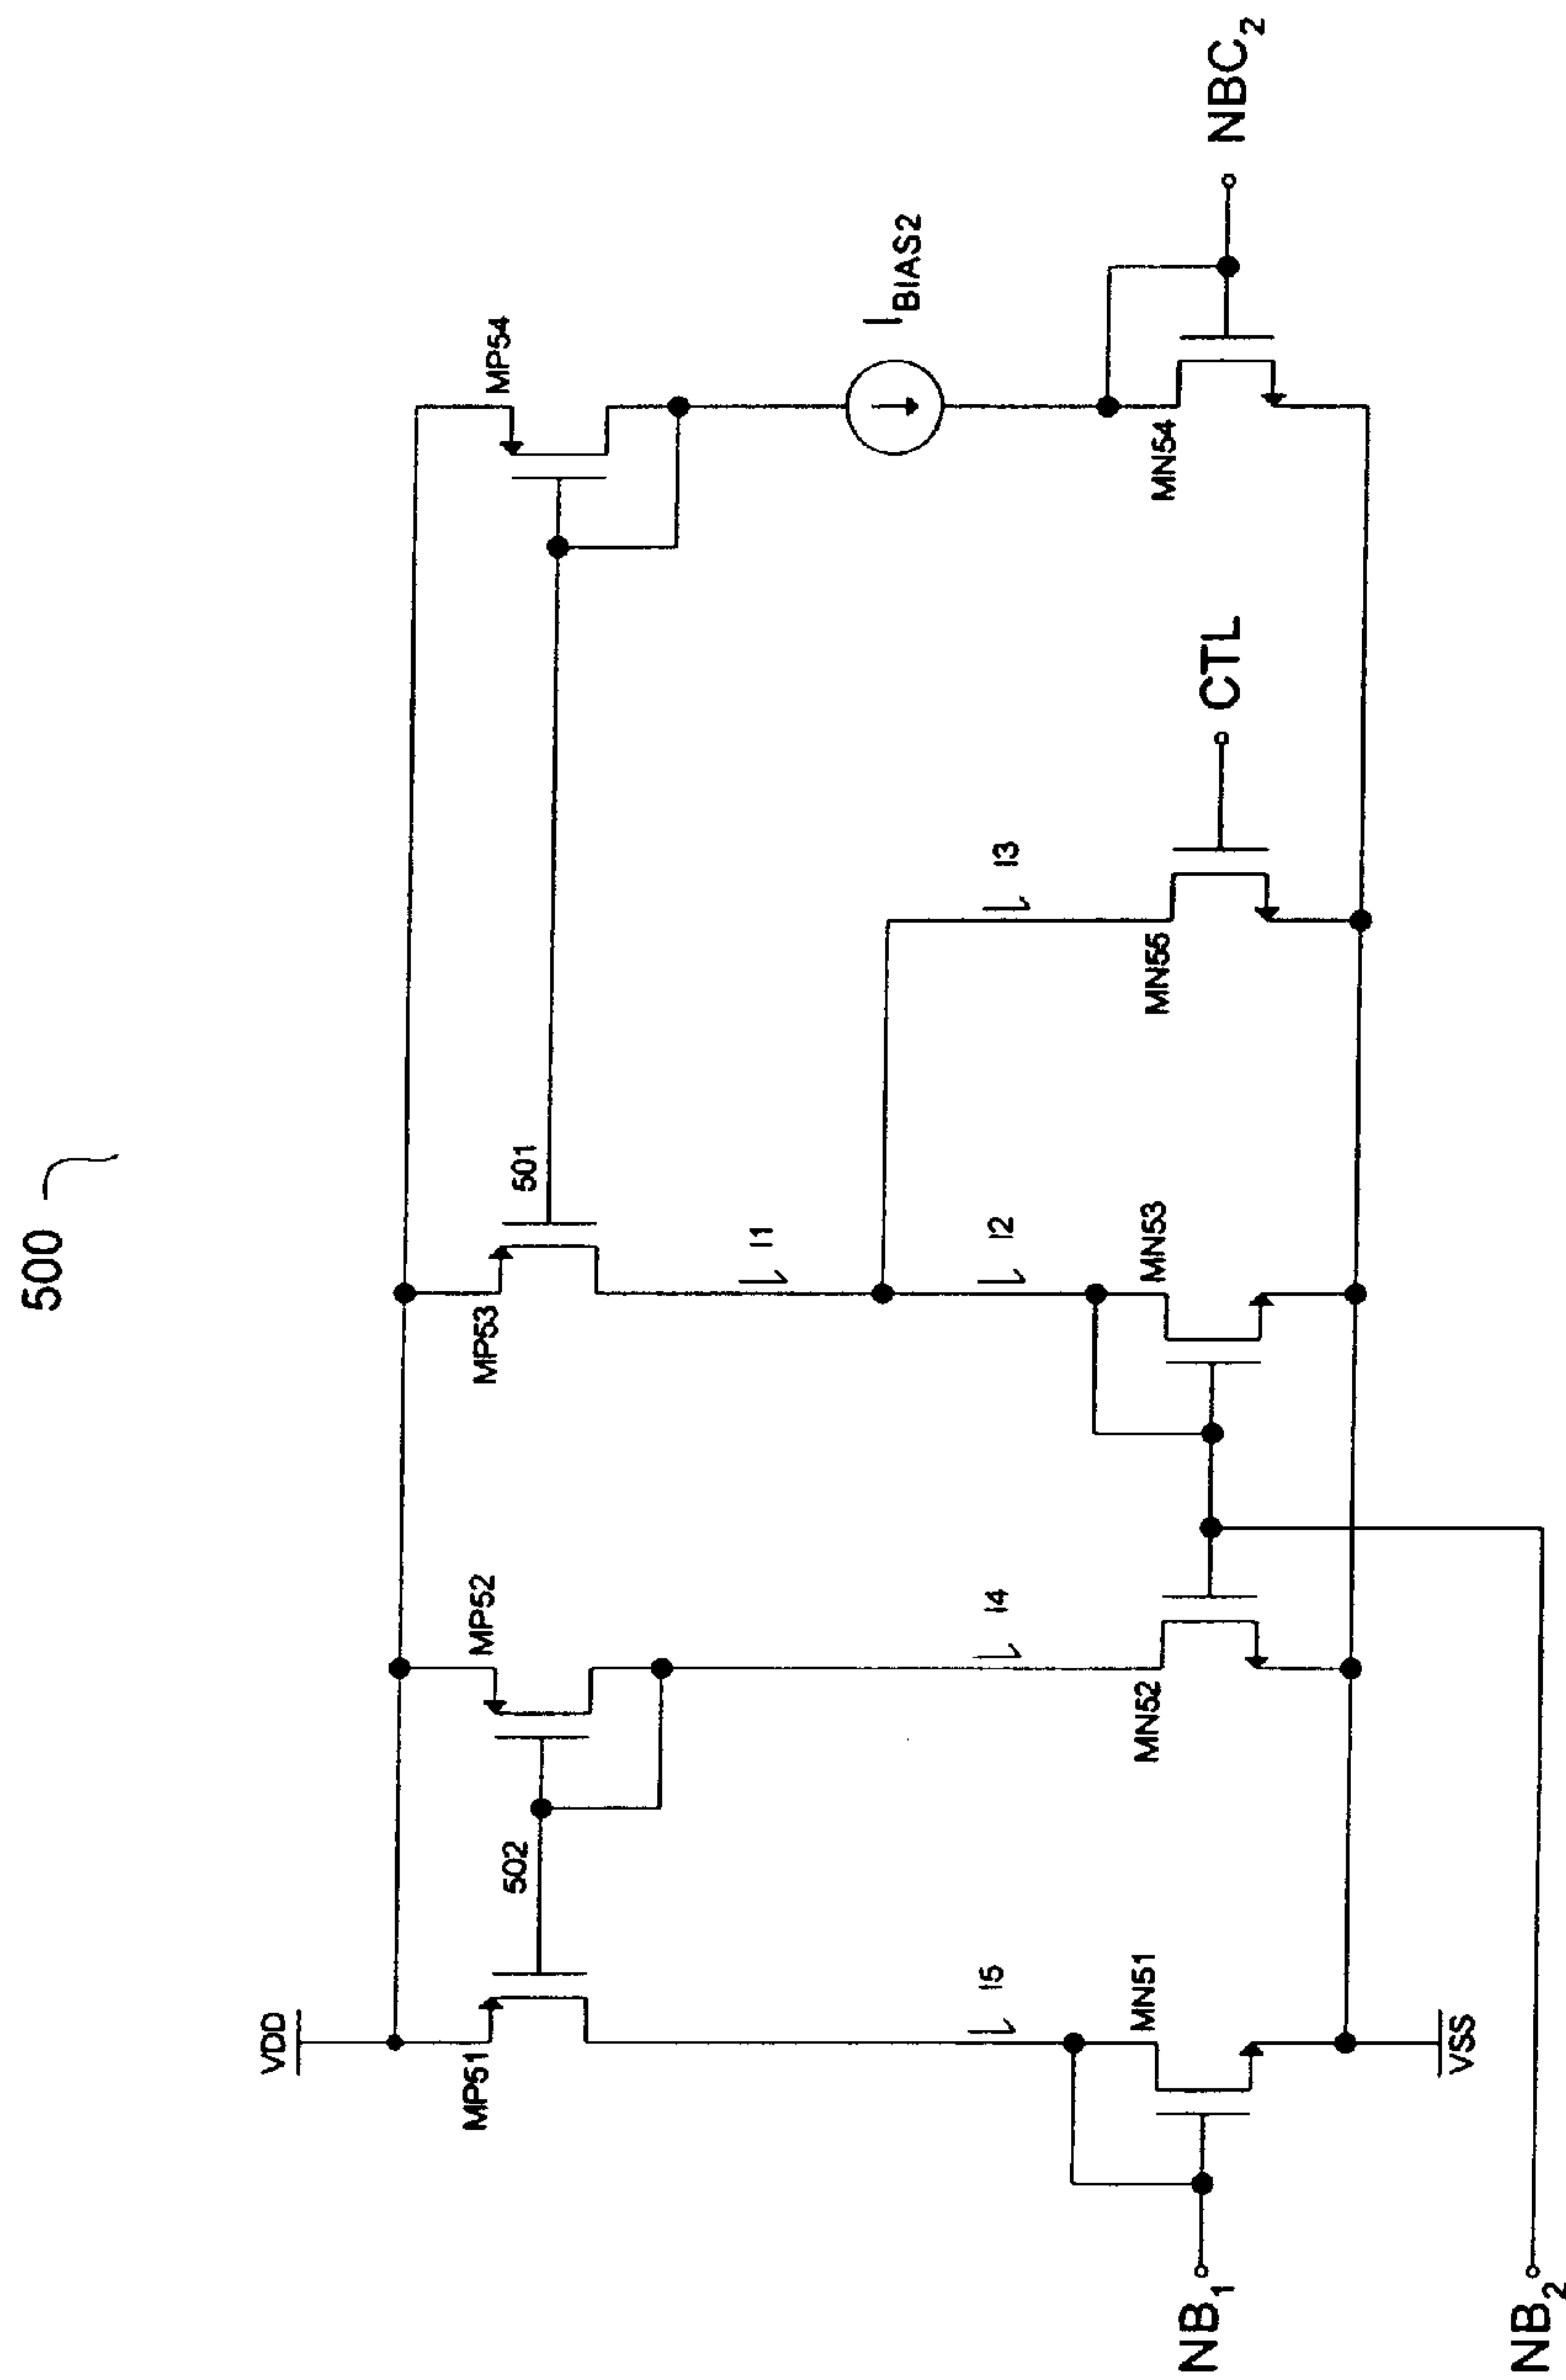 500
VDD
MP51
502
MP52
MP53
501
MP54
I5
I4
I1
I2
I3
I_BIAS2
MN51
MN52
MN53
MN55
MN54
NB1
CTL
NBC2
VSS
NB2